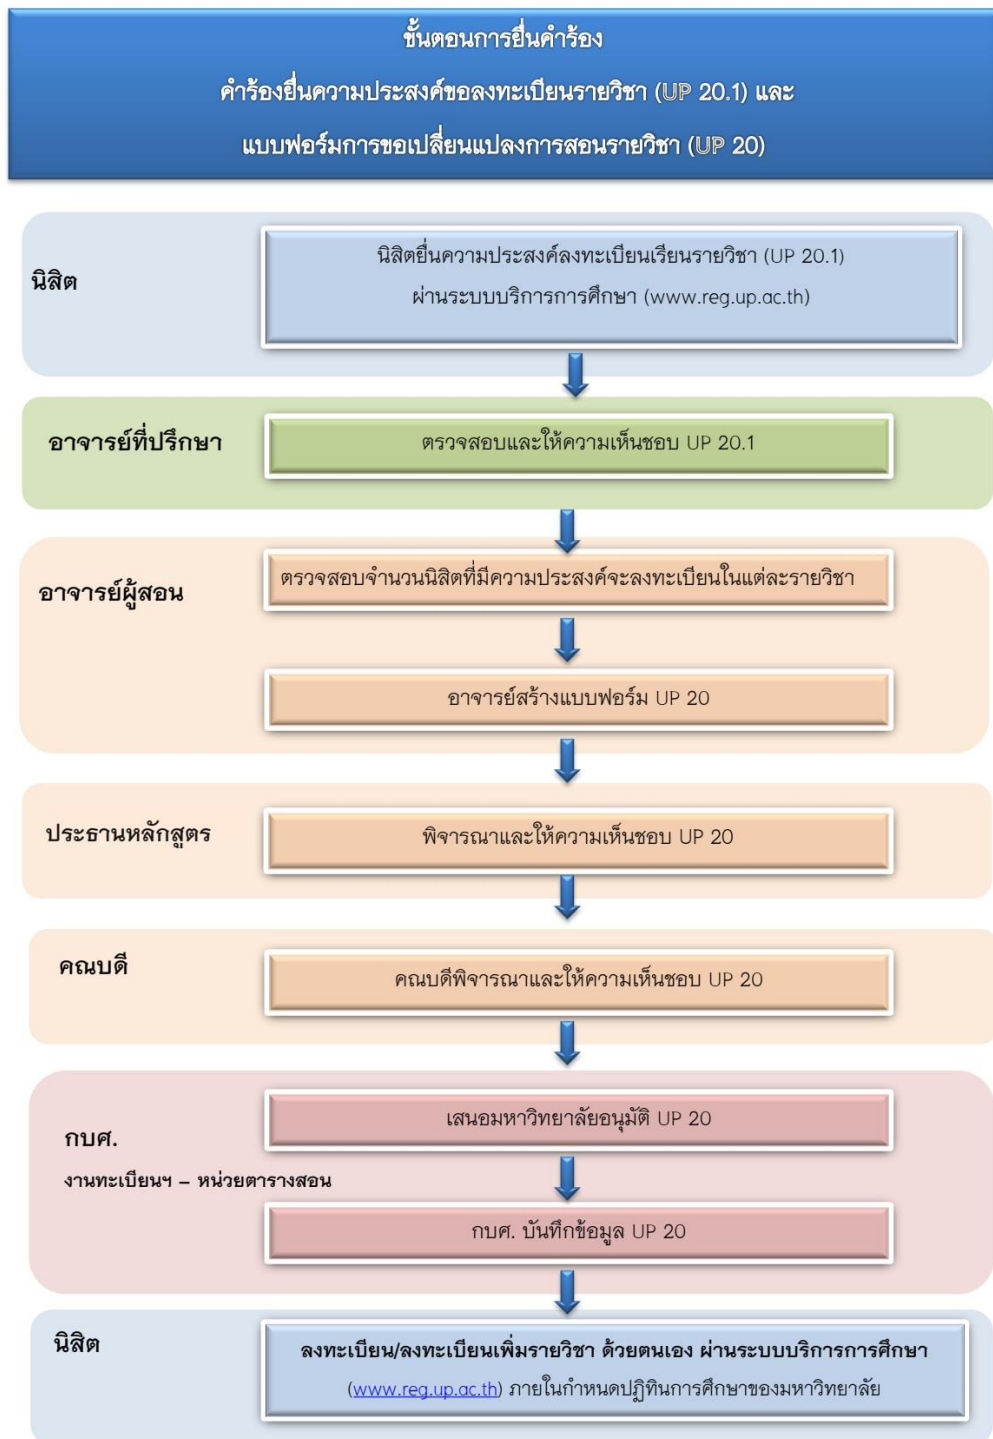 ขั้นตอนการยื่นคำร้อง
คำร้องยื่นความประสงค์ขอลงทะเบียนรายวิชา (UP 20.1) และ
แบบฟอร์มการขอเปลี่ยนแปลงการสอนรายวิชา (UP 20)
นิสิต
นิสิตยื่นความประสงค์ลงทะเบียนเรียนรายวิชา (UP 20.1)
ผ่านระบบบริการการศึกษา (www.reg.up.ac.th)
อาจารย์ที่ปรึกษา
ตรวจสอบและให้ความเห็นชอบ UP 20.1
อาจารย์ผู้สอน
ตรวจสอบจำนวนนิสิตที่มีความประสงค์จะลงทะเบียนในแต่ละรายวิชา
อาจารย์สร้างแบบฟอร์ม UP 20
ประธานหลักสูตร
พิจารณาและให้ความเห็นชอบ UP 20
คณบดี
คณบดีพิจารณาและให้ความเห็นชอบ UP 20
กบศ.
งานทะเบียนฯ – หน่วยตารางสอน
เสนอมหาวิทยาลัยอนุมัติ UP 20
กบศ. บันทึกข้อมูล UP 20
นิสิต
ลงทะเบียน/ลงทะเบียนเพิ่มรายวิชา ด้วยตนเอง ผ่านระบบบริการการศึกษา
(www.reg.up.ac.th) ภายในกำหนดปฏิทินการศึกษาของมหาวิทยาลัย